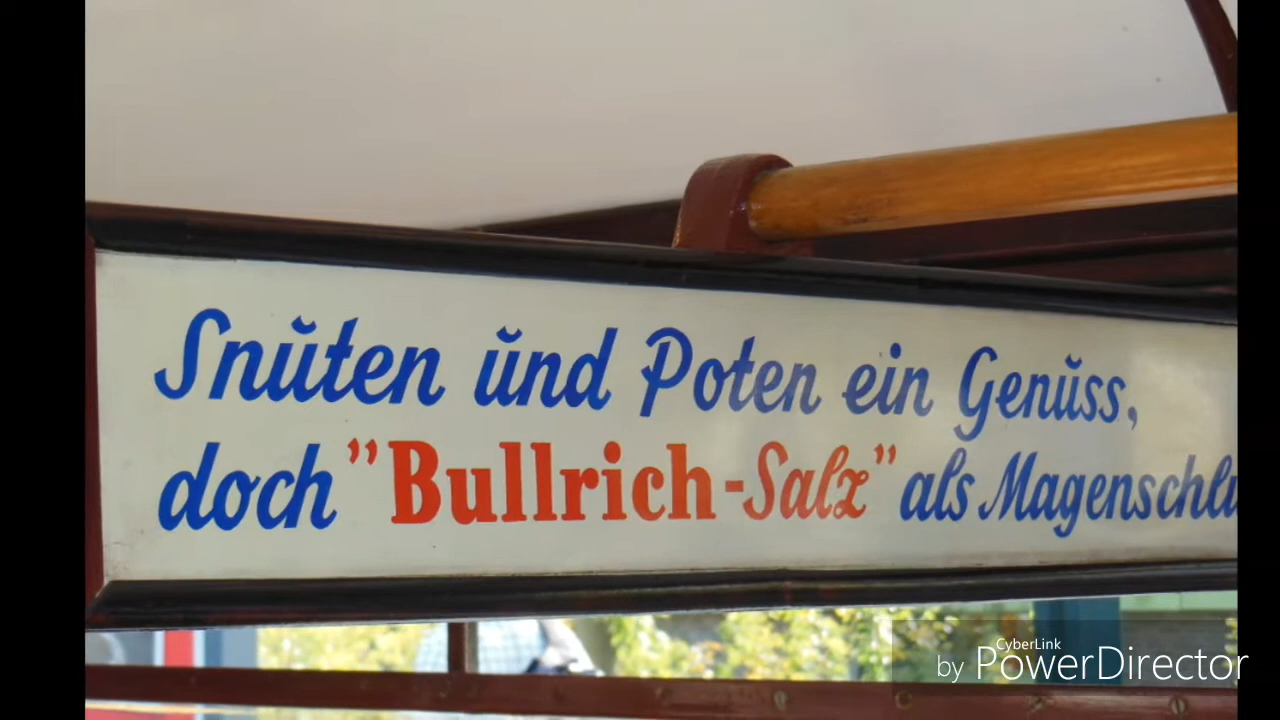 Snŭten ŭnd Poten ein Genŭss,
doch "Bullrich-Salz" als
CyberLink
by PowerDirector